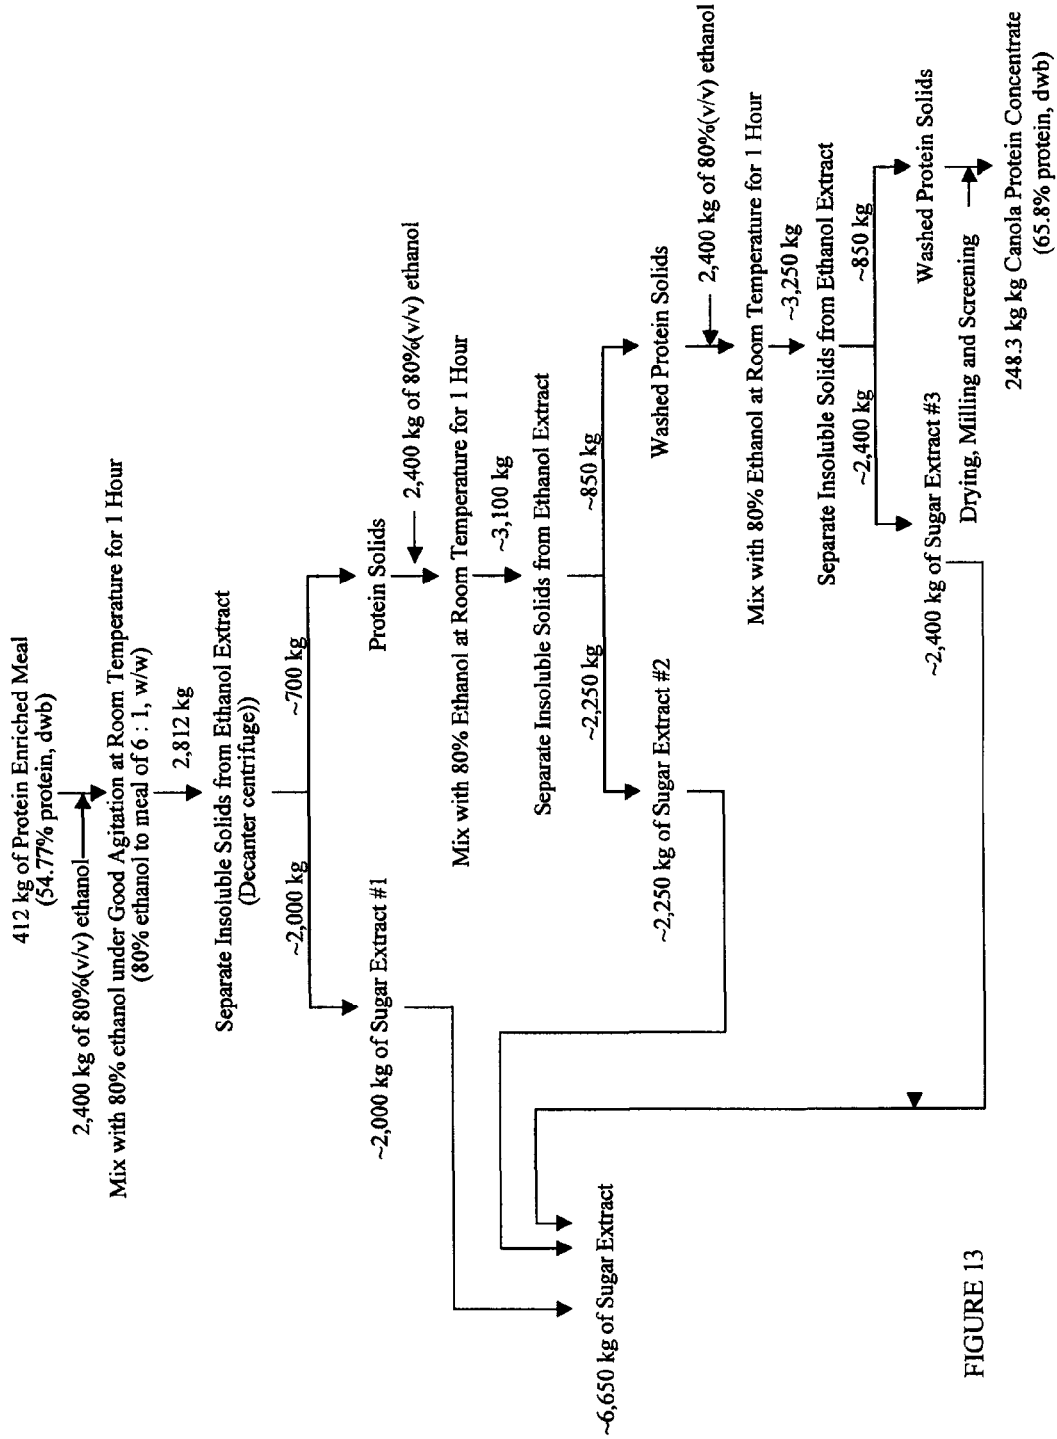 412 kg of Protein Enriched Meal
(54.77% protein, dwb)
2,400 kg of 80%(v/v) ethanol
Mix with 80% ethanol under Good Agitation at Room Temperature for 1 Hour
(80% ethanol to meal of 6 : 1, w/w)
2,812 kg
Separate Insoluble Solids from Ethanol Extract
(Decanter centrifuge))
~2,000 kg
~700 kg
~2,000 kg of Sugar Extract #1
Protein Solids
2,400 kg of 80%(v/v) ethanol
Mix with 80% Ethanol at Room Temperature for 1 Hour
~3,100 kg
Separate Insoluble Solids from Ethanol Extract
~2,250 kg
~850 kg
~6,650 kg of Sugar Extract
~2,250 kg of Sugar Extract #2
Washed Protein Solids
2,400 kg of 80%(v/v) ethanol
Mix with 80% Ethanol at Room Temperature for 1 Hour
~3,250 kg
Separate Insoluble Solids from Ethanol Extract
~2,400 kg
~850 kg
~2,400 kg of Sugar Extract #3
Washed Protein Solids
Drying, Milling and Screening
248.3 kg kg Canola Protein Concentrate
(65.8% protein, dwb)
FIGURE 13